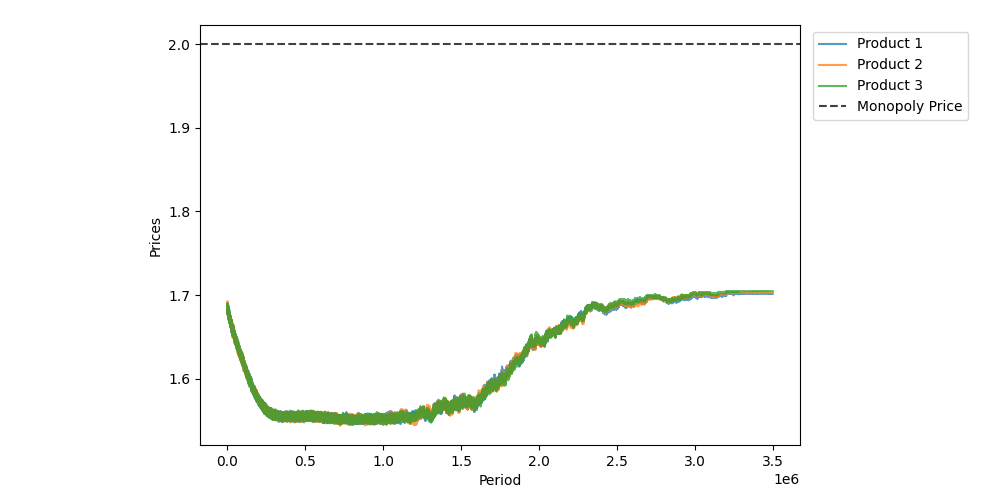 2.0
1.9
1.8
1.7
1.6
Prices
0.0 0.5 1.0 1.5 2.0 2.5 3.0 3.5
1e6
Period
Product 1
Product 2
Product 3
Monopoly Price